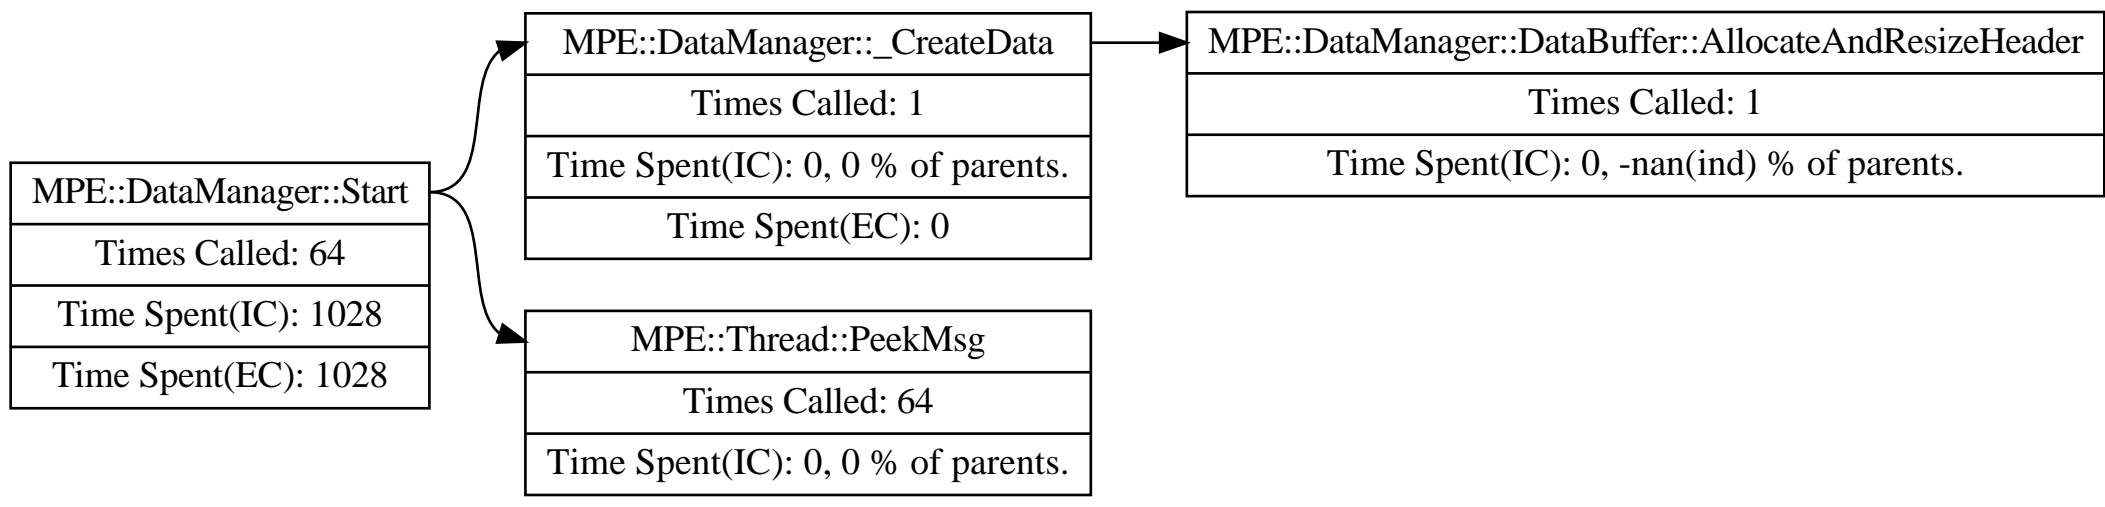 MPE::DataManager::Start
Times Called: 64
Time Spent(IC): 1028
Time Spent(EC): 1028
MPE::DataManager::_CreateData
Times Called: 1
Time Spent(IC): 0, 0 % of parents.
Time Spent(EC): 0
MPE::Thread::PeekMsg
Times Called: 64
Time Spent(IC): 0, 0 % of parents.
MPE::DataManager::DataBuffer::AllocateAndResizeHeader
Times Called: 1
Time Spent(IC): 0, -nan(ind) % of parents.